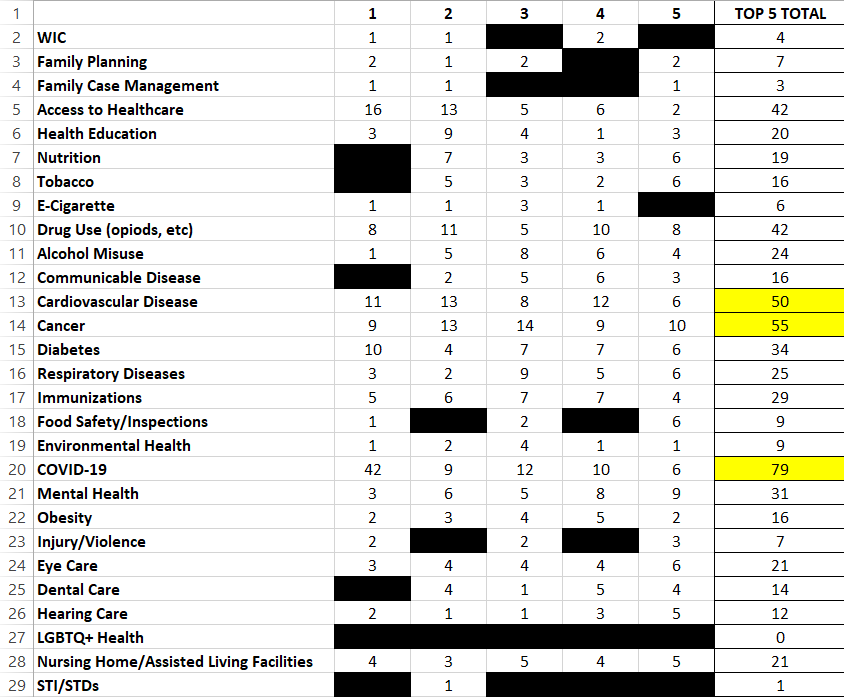 1 1 2 3 4 5 TOP 5 TOTAL
2 WIC 1 1 2 4
3 Family Planning 2 1 2 2 7
4 Family Case Management 1 1 1 3
5 Access to Healthcare 16 13 5 6 2 42
6 Health Education 3 9 4 1 3 20
7 Nutrition 7 3 3 6 19
8 Tobacco 5 3 2 6 16
9 E-Cigarette 1 1 3 1 6
10 Drug Use (opiods, etc) 8 11 5 10 8 42
11 Alcohol Misuse 1 5 8 6 4 24
12 Communicable Disease 2 5 6 3 16
13 Cardiovascular Disease 11 13 8 12 6 50
14 Cancer 9 13 14 9 10 55
15 Diabetes 10 4 7 7 6 34
16 Respiratory Diseases 3 2 9 5 6 25
17 Immunizations 5 6 7 7 4 29
18 Food Safety/Inspections 1 2 6 9
19 Environmental Health 1 2 4 1 1 9
20 COVID-19 42 9 12 10 6 79
21 Mental Health 3 6 5 8 9 31
22 Obesity 2 3 4 5 2 16
23 Injury/Violence 2 2 3 7
24 Eye Care 3 4 4 4 6 21
25 Dental Care 4 1 5 4 14
26 Hearing Care 2 1 1 3 5 12
27 LGBTQ+ Health 0
28 Nursing Home/Assisted Living Facilities 4 3 5 4 5 21
29 STI/STDs 1 1